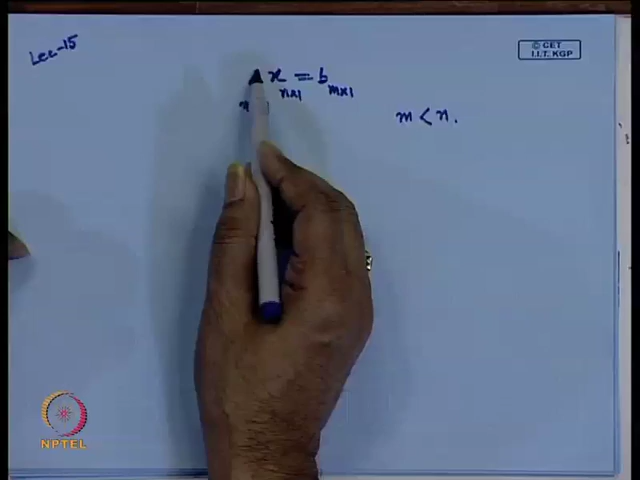 Lec-15
© CET
I.I.T. KGP
x = b
n×1 m×1
m < n.
NPTEL